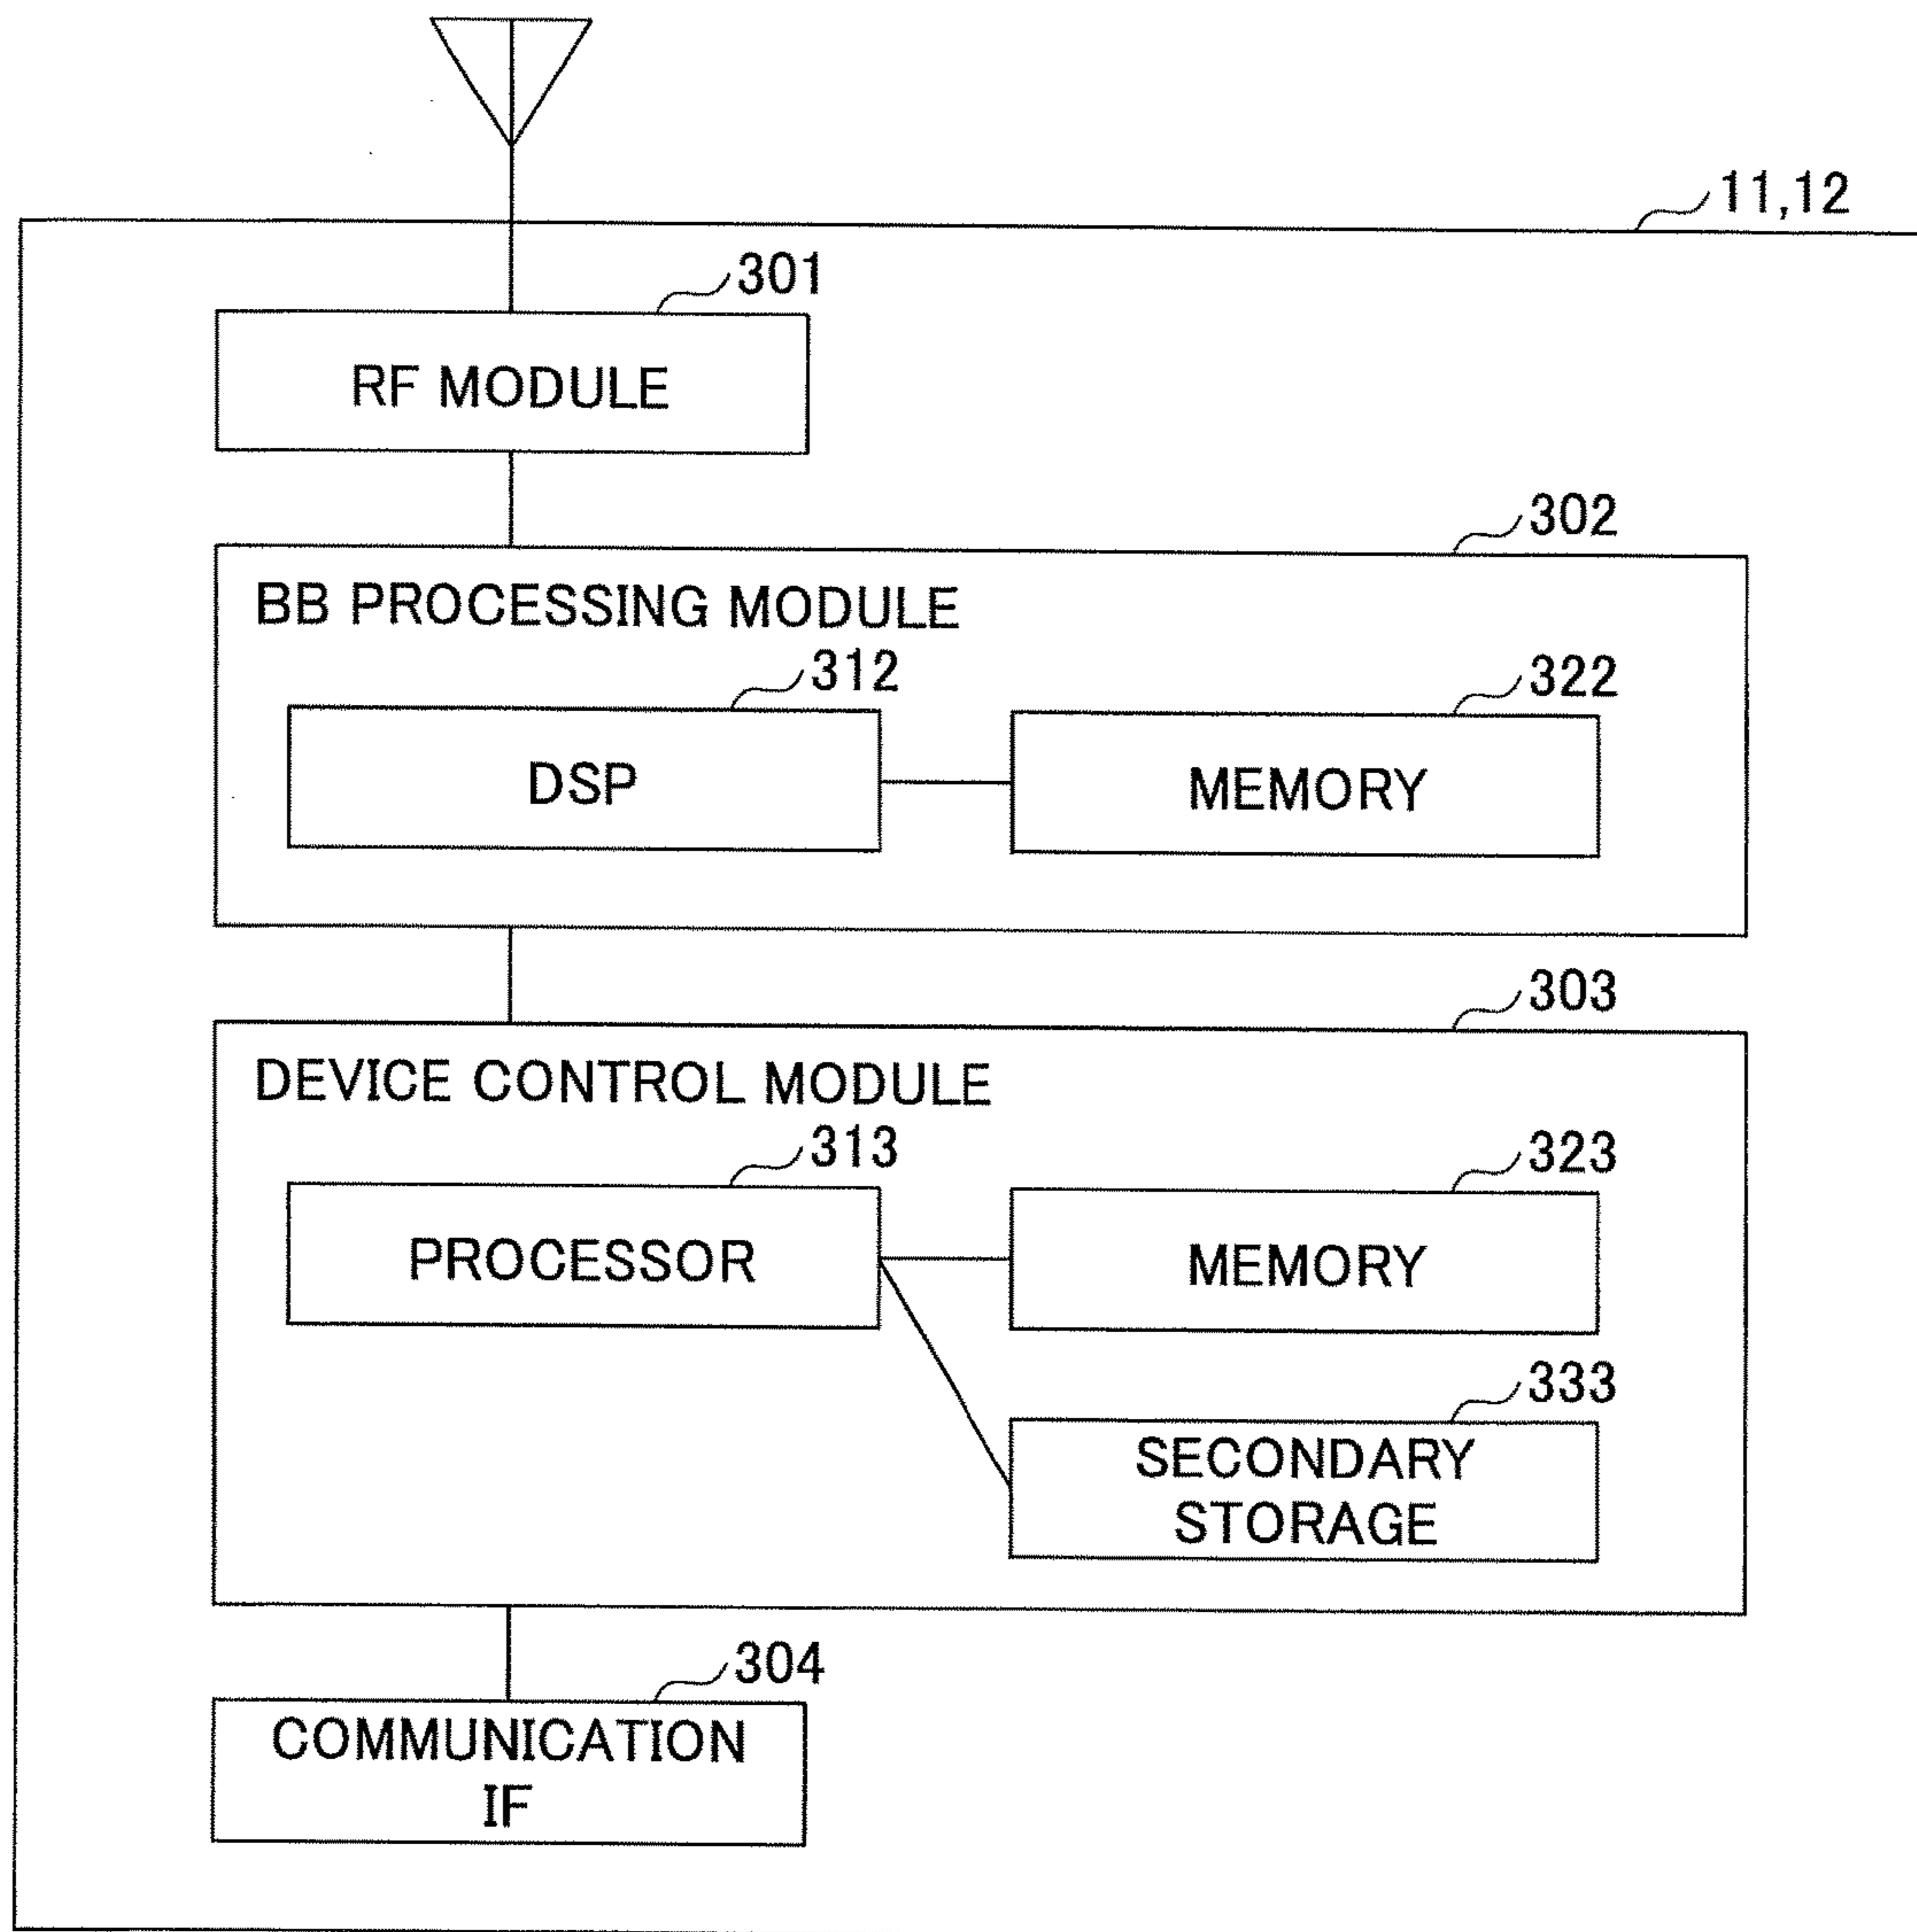 11,12
301
RF MODULE
302
BB PROCESSING MODULE
312
322
DSP
MEMORY
303
DEVICE CONTROL MODULE
313
323
PROCESSOR
MEMORY
333
SECONDARY
STORAGE
304
COMMUNICATION
IF